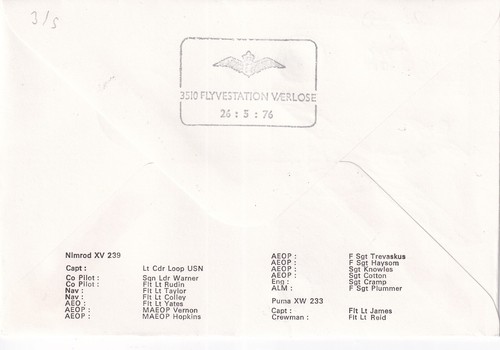 3/5
3510 FLYVESTATION VÆRLØSE
26 : 5 : 76
Nimrod XV 239
Capt : Lt Cdr Loop USN
Co Pilot : Sqn Ldr Warner
Co Pilot : Flt Lt Rudin
Nav : Flt Lt Taylor
Nav : Flt Lt Colley
AEO : Flt Lt Yates
AEOP : MAEOP Vernon
AEOP : MAEOP Hopkins
AEOP : F Sgt Trevaskus
AEOP : F Sgt Haysom
AEOP : Sgt Knowles
AEOP : Sgt Cotton
Eng : Sgt Cramp
ALM : F Sgt Plummer
Puma XW 233
Capt : Flt Lt James
Crewman : Flt Lt Reid